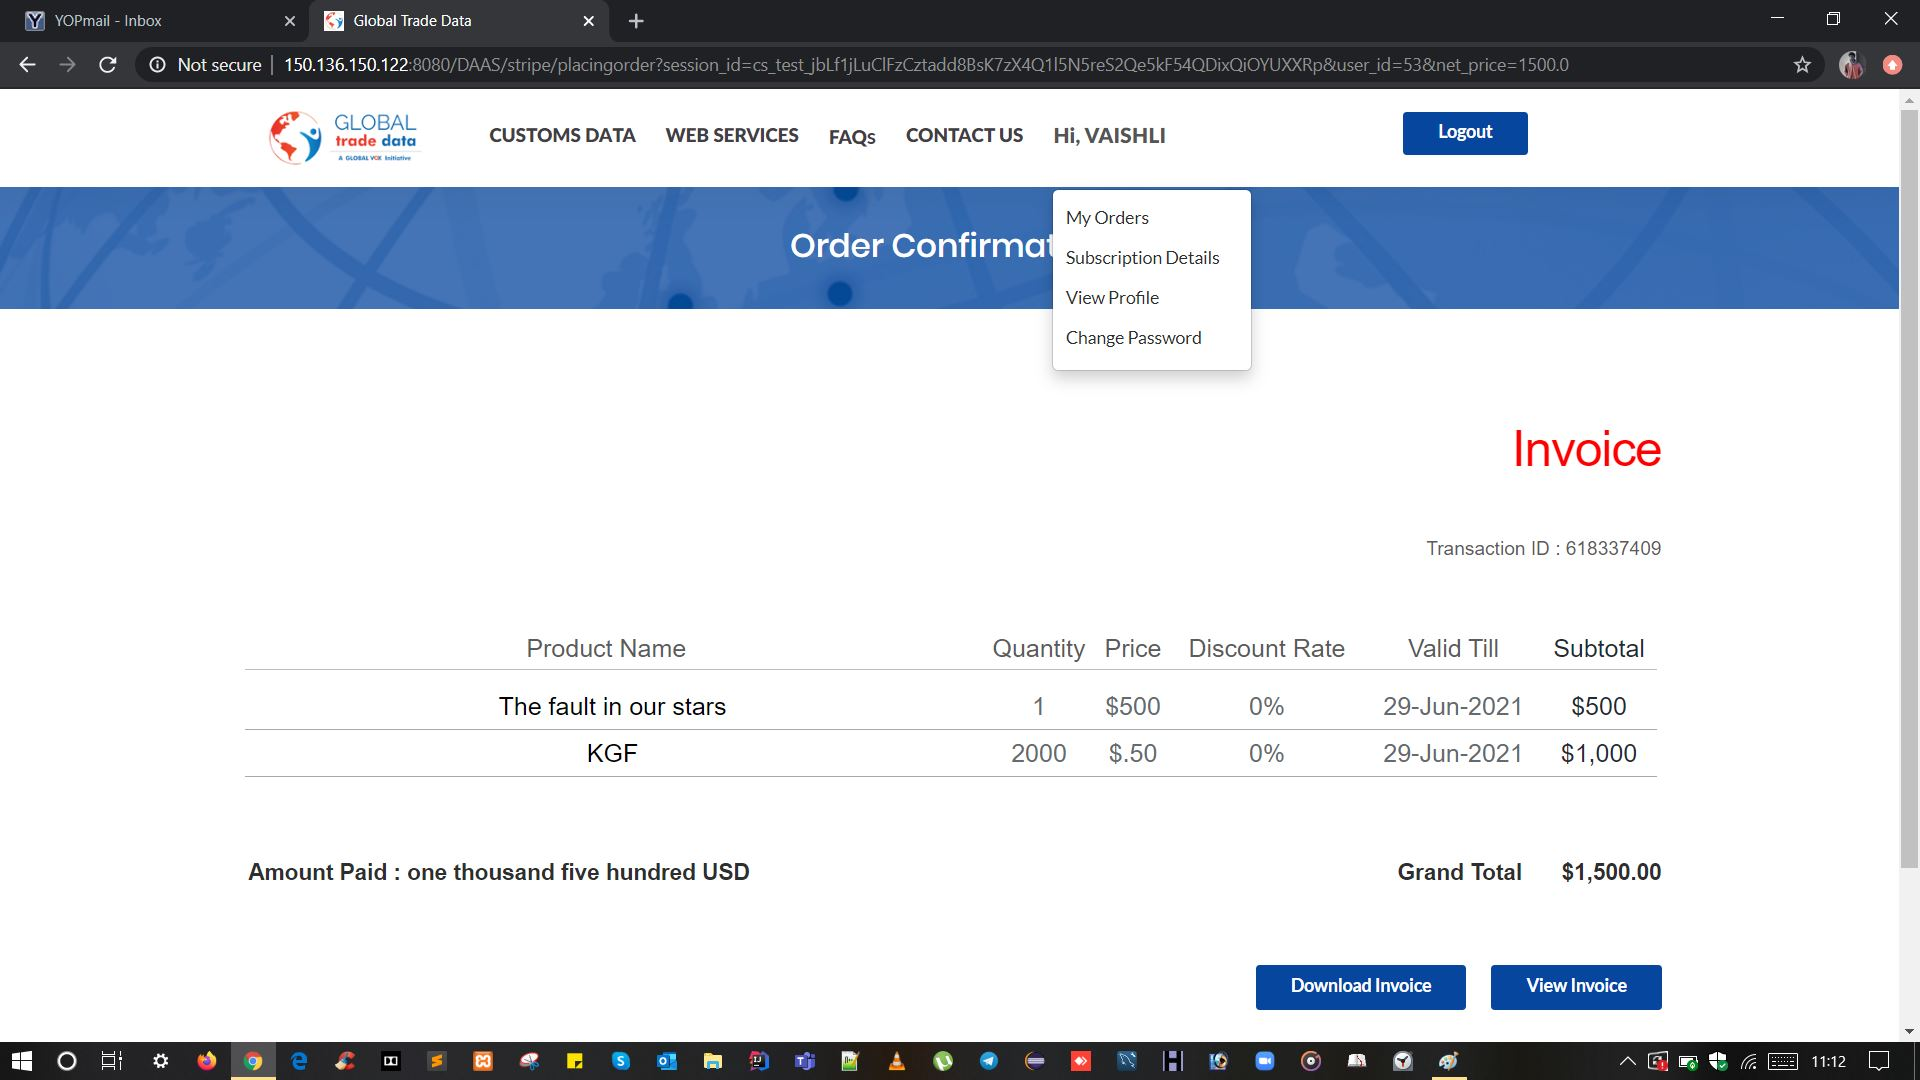 YOPmail - Inbox
Global Trade Data
Not secure
150.136.150.122:8080/DAAS/stripe/placingorder?session_id=cs_test_jbLf1jLuClFzCztadd8BsK7zX4Q1l5N5reS2Qe5kF54QDixQiOYUXXRp&user_id=53&net_price=1500.0
GLOBAL
trade data
A GLOBAL VOX Initiative
CUSTOMS DATA
WEB SERVICES
FAQs
CONTACT US
Hi, VAISHLI
Logout
Order Confirmat
My Orders
Subscription Details
View Profile
Change Password
Invoice
Transaction ID : 618337409
Product Name Quantity Price Discount Rate Valid Till Subtotal
The fault in our stars 1 $500 0% 29-Jun-2021 $500
KGF 2000 $.50 0% 29-Jun-2021 $1,000
Amount Paid : one thousand five hundred USD Grand Total $1,500.00
Download Invoice
View Invoice
11:12